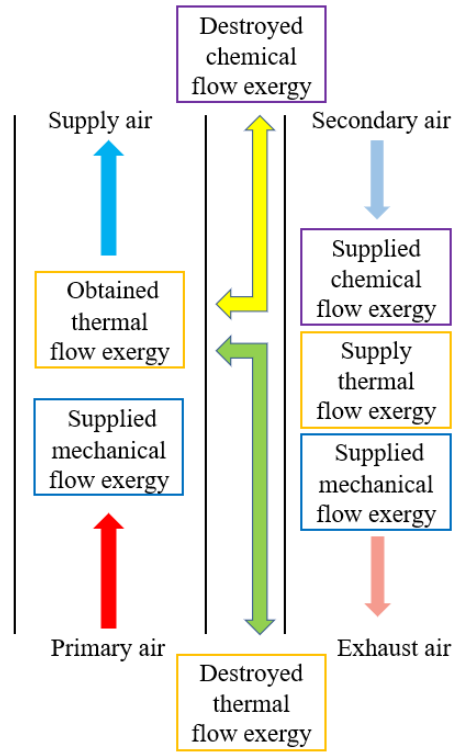 Destroyed
chemical
flow exergy
Supply air
Secondary air
Supplied
chemical
flow exergy
Obtained
thermal
flow exergy
Supply
thermal
flow exergy
Supplied
mechanical
flow exergy
Supplied
mechanical
flow exergy
Primary air
Exhaust air
Destroyed
thermal
flow exergy